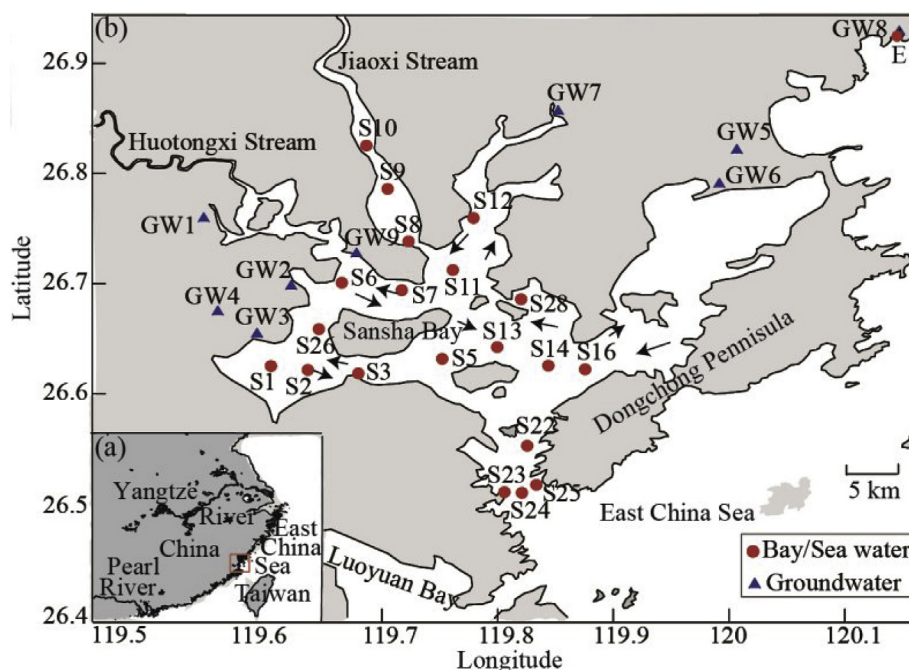 (b)
GW8
E
26.9
Jiaoxi Stream
GW7
S10
GW5
Huotongxi Stream
26.8
S9
GW6
S12
GW1
S8
GW9
26.7
GW2
S6
S7
S11
S28
GW4
GW3
Sansha Bay
S13
S26
S14
S16
S5
26.6
S1
S2
S3
Dongchong Pennisula
S22
(a)
S23
S25
26.5
S24
5 km
Yangtze
River
East China Sea
China
East
China
Sea
Pearl
River
Taiwan
Luoyuan Bay
Bay/Sea water
Groundwater
26.4
119.5
119.6
119.7
119.8
119.9
120
120.1
Longitude
Latitude